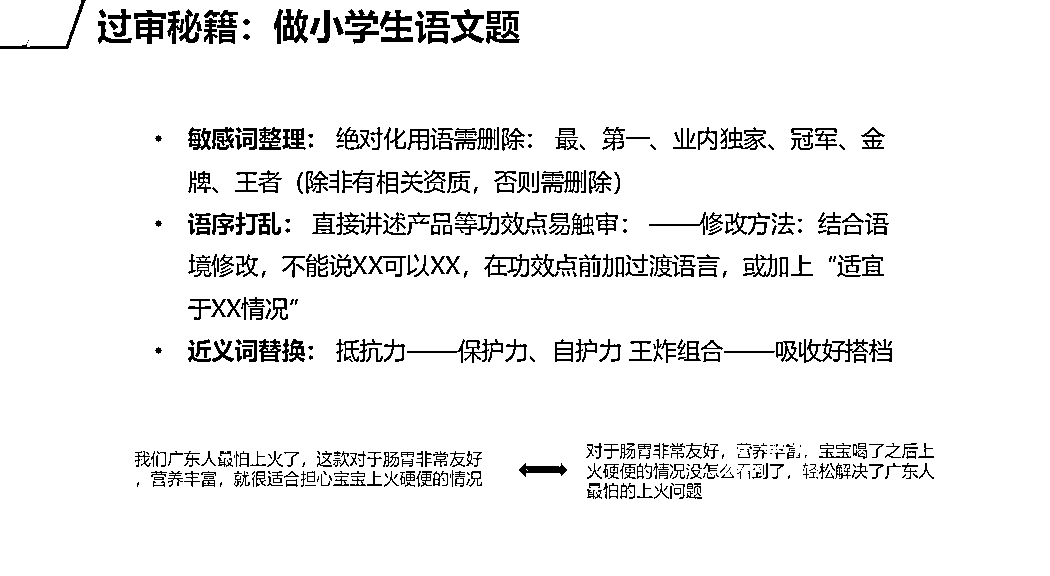 过审秘籍：做小学生语文题
• 敏感词整理： 绝对化用语需删除： 最、第一、业内独家、冠军、金
牌、王者（除非有相关资质，否则需删除）
• 语序打乱： 直接讲述产品等功效点易触审： ——修改方法：结合语
境修改，不能说XX可以XX，在功效点前加过渡语言，或加上“适宜
于XX情况”
• 近义词替换： 抵抗力——保护力、自护力 王炸组合——吸收好搭档
我们广东人最怕上火了，这款对于肠胃非常友好
，营养丰富，就很适合担心宝宝上火硬便的情况
对于肠胃非常友好，营养丰富，宝宝喝了之后上
火硬便的情况没怎么看到了，轻松解决了广东人
最怕的上火问题